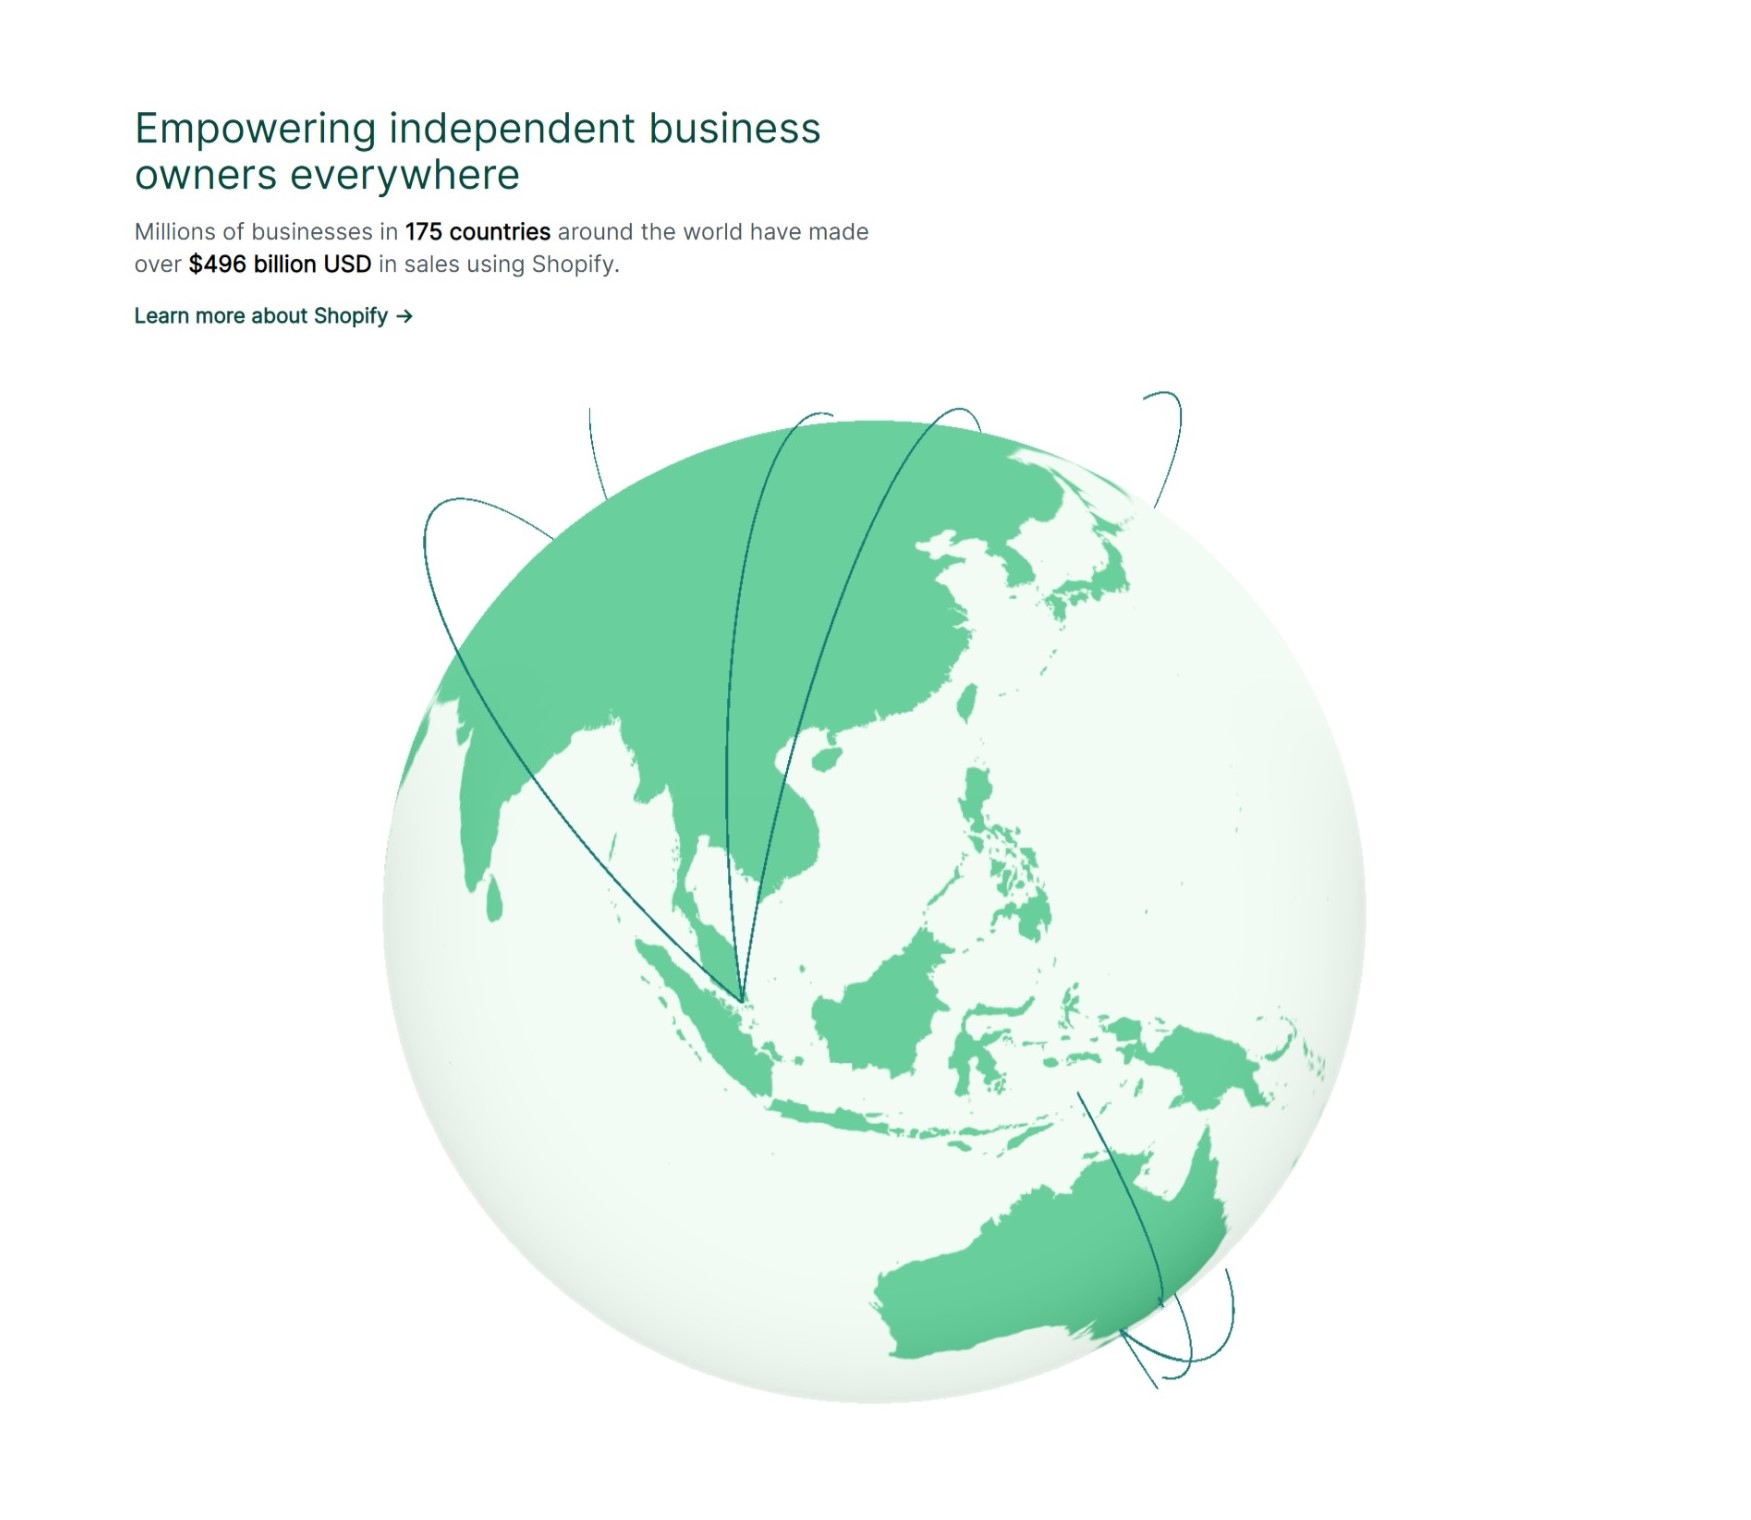 Empowering independent business
owners everywhere
Millions of businesses in 175 countries around the world have made
over $496 billion USD in sales using Shopify.
Learn more about Shopify →